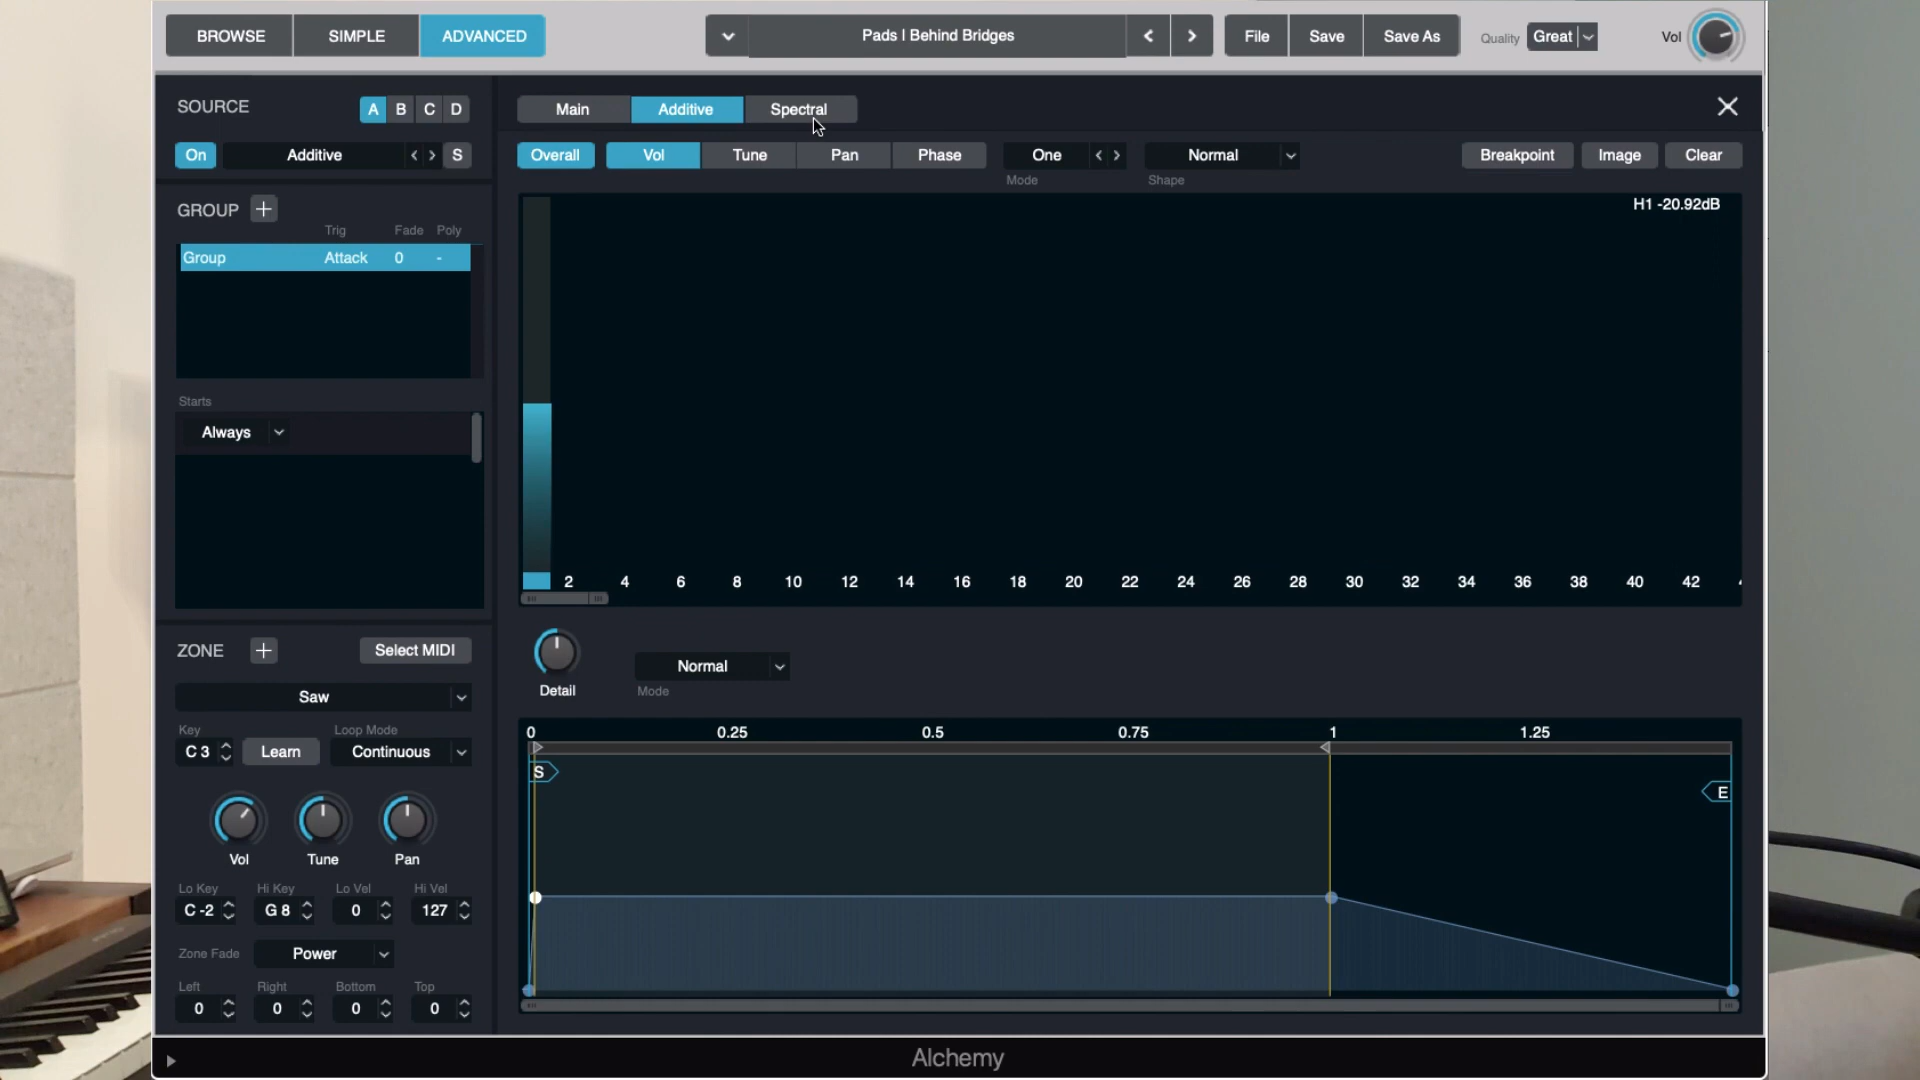 BROWSE SIMPLE ADVANCED Pads | Behind Bridges File Save Save As Quality Great Vol
SOURCE A B C D Main Additive Spectral
On Additive S Overall Vol Tune Pan Phase One Normal Breakpoint Image Clear
Mode Shape
H1 -20.92dB
GROUP
Trig Fade Poly
Group Attack 0 -
Starts
Always
2 4 6 8 10 12 14 16 18 20 22 24 26 28 30 32 34 36 38 40 42
ZONE Select MIDI
Normal
Detail Mode
Saw
Key Loop Mode
C 3 Learn Continuous
0 0.25 0.5 0.75 1 1.25
S
E
Vol Tune Pan
Lo Key Hi Key Lo Vel Hi Vel
C -2 G 8 0 127
Zone Fade Power
Left Right Bottom Top
0 0 0 0
Alchemy